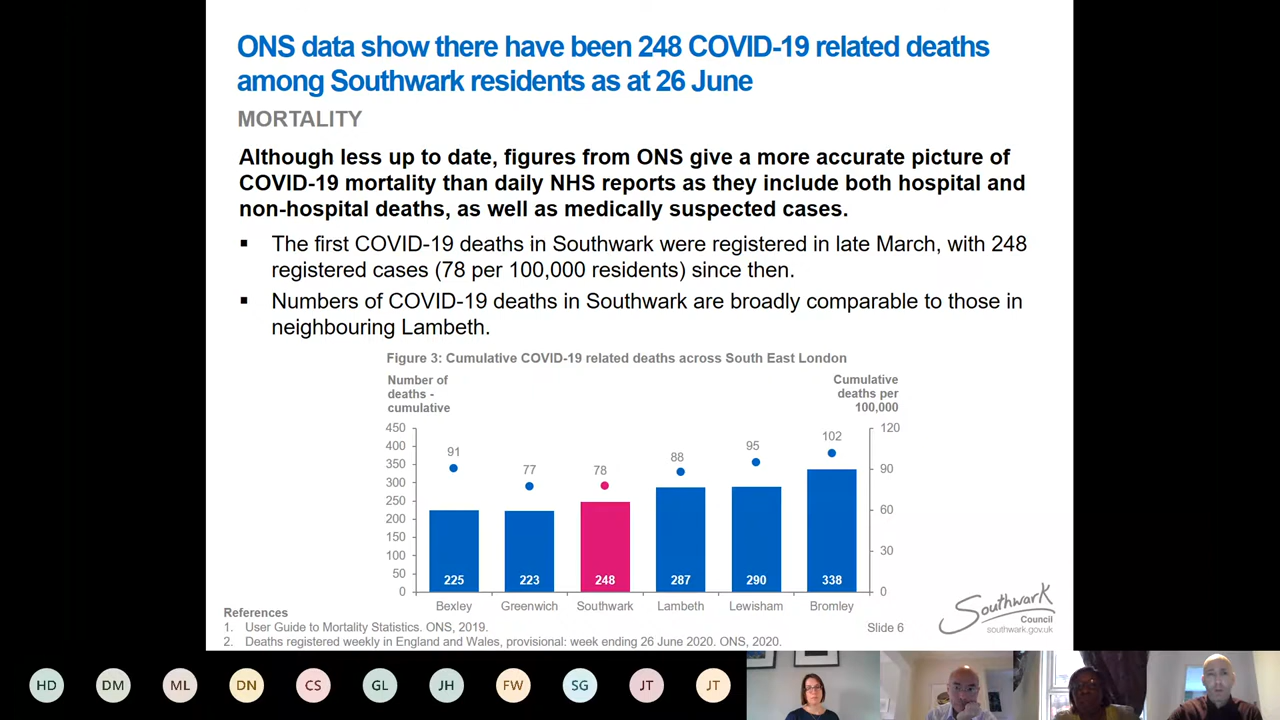 ONS data show there have been 248 COVID-19 related deaths
among Southwark residents as at 26 June
MORTALITY
Although less up to date, figures from ONS give a more accurate picture of
COVID-19 mortality than daily NHS reports as they include both hospital and
non-hospital deaths, as well as medically suspected cases.
▪ The first COVID-19 deaths in Southwark were registered in late March, with 248
registered cases (78 per 100,000 residents) since then.
▪ Numbers of COVID-19 deaths in Southwark are broadly comparable to those in
neighbouring Lambeth.
Figure 3: Cumulative COVID-19 related deaths across South East London
Number of
deaths -
cumulative
Cumulative
deaths per
100,000
450
400
350
300
250
200
150
100
50
0
120
90
60
30
0
91
77
78
88
95
102
225
223
248
287
290
338
Bexley
Greenwich
Southwark
Lambeth
Lewisham
Bromley
References
1. User Guide to Mortality Statistics. ONS, 2019.
2. Deaths registered weekly in England and Wales, provisional: week ending 26 June 2020. ONS, 2020.
Slide 6
Southwark
Council
southwark.gov.uk
HD
DM
ML
DN
CS
GL
JH
FW
SG
JT
JT